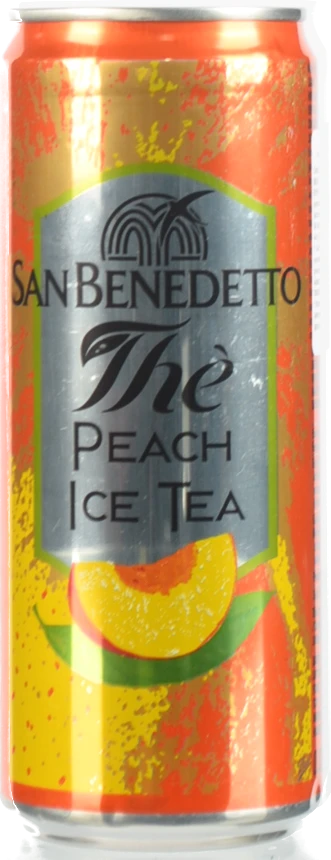 SAN BENEDETTO
Thè
PEACH
ICE TEA